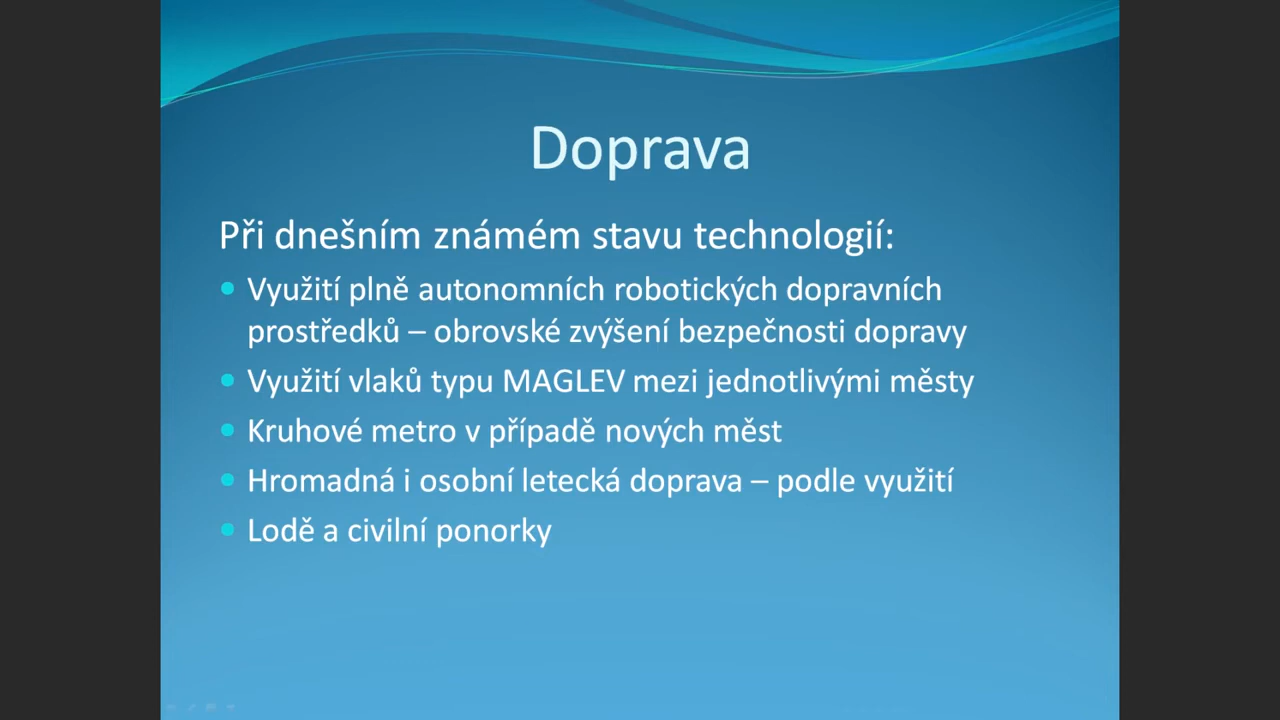 Doprava
Při dnešním známém stavu technologií:
Využití plně autonomních robotických dopravních
prostředků – obrovské zvýšení bezpečnosti dopravy
Využití vlaků typu MAGLEV mezi jednotlivými městy
Kruhové metro v případě nových měst
Hromadná i osobní letecká doprava – podle využití
Lodě a civilní ponorky